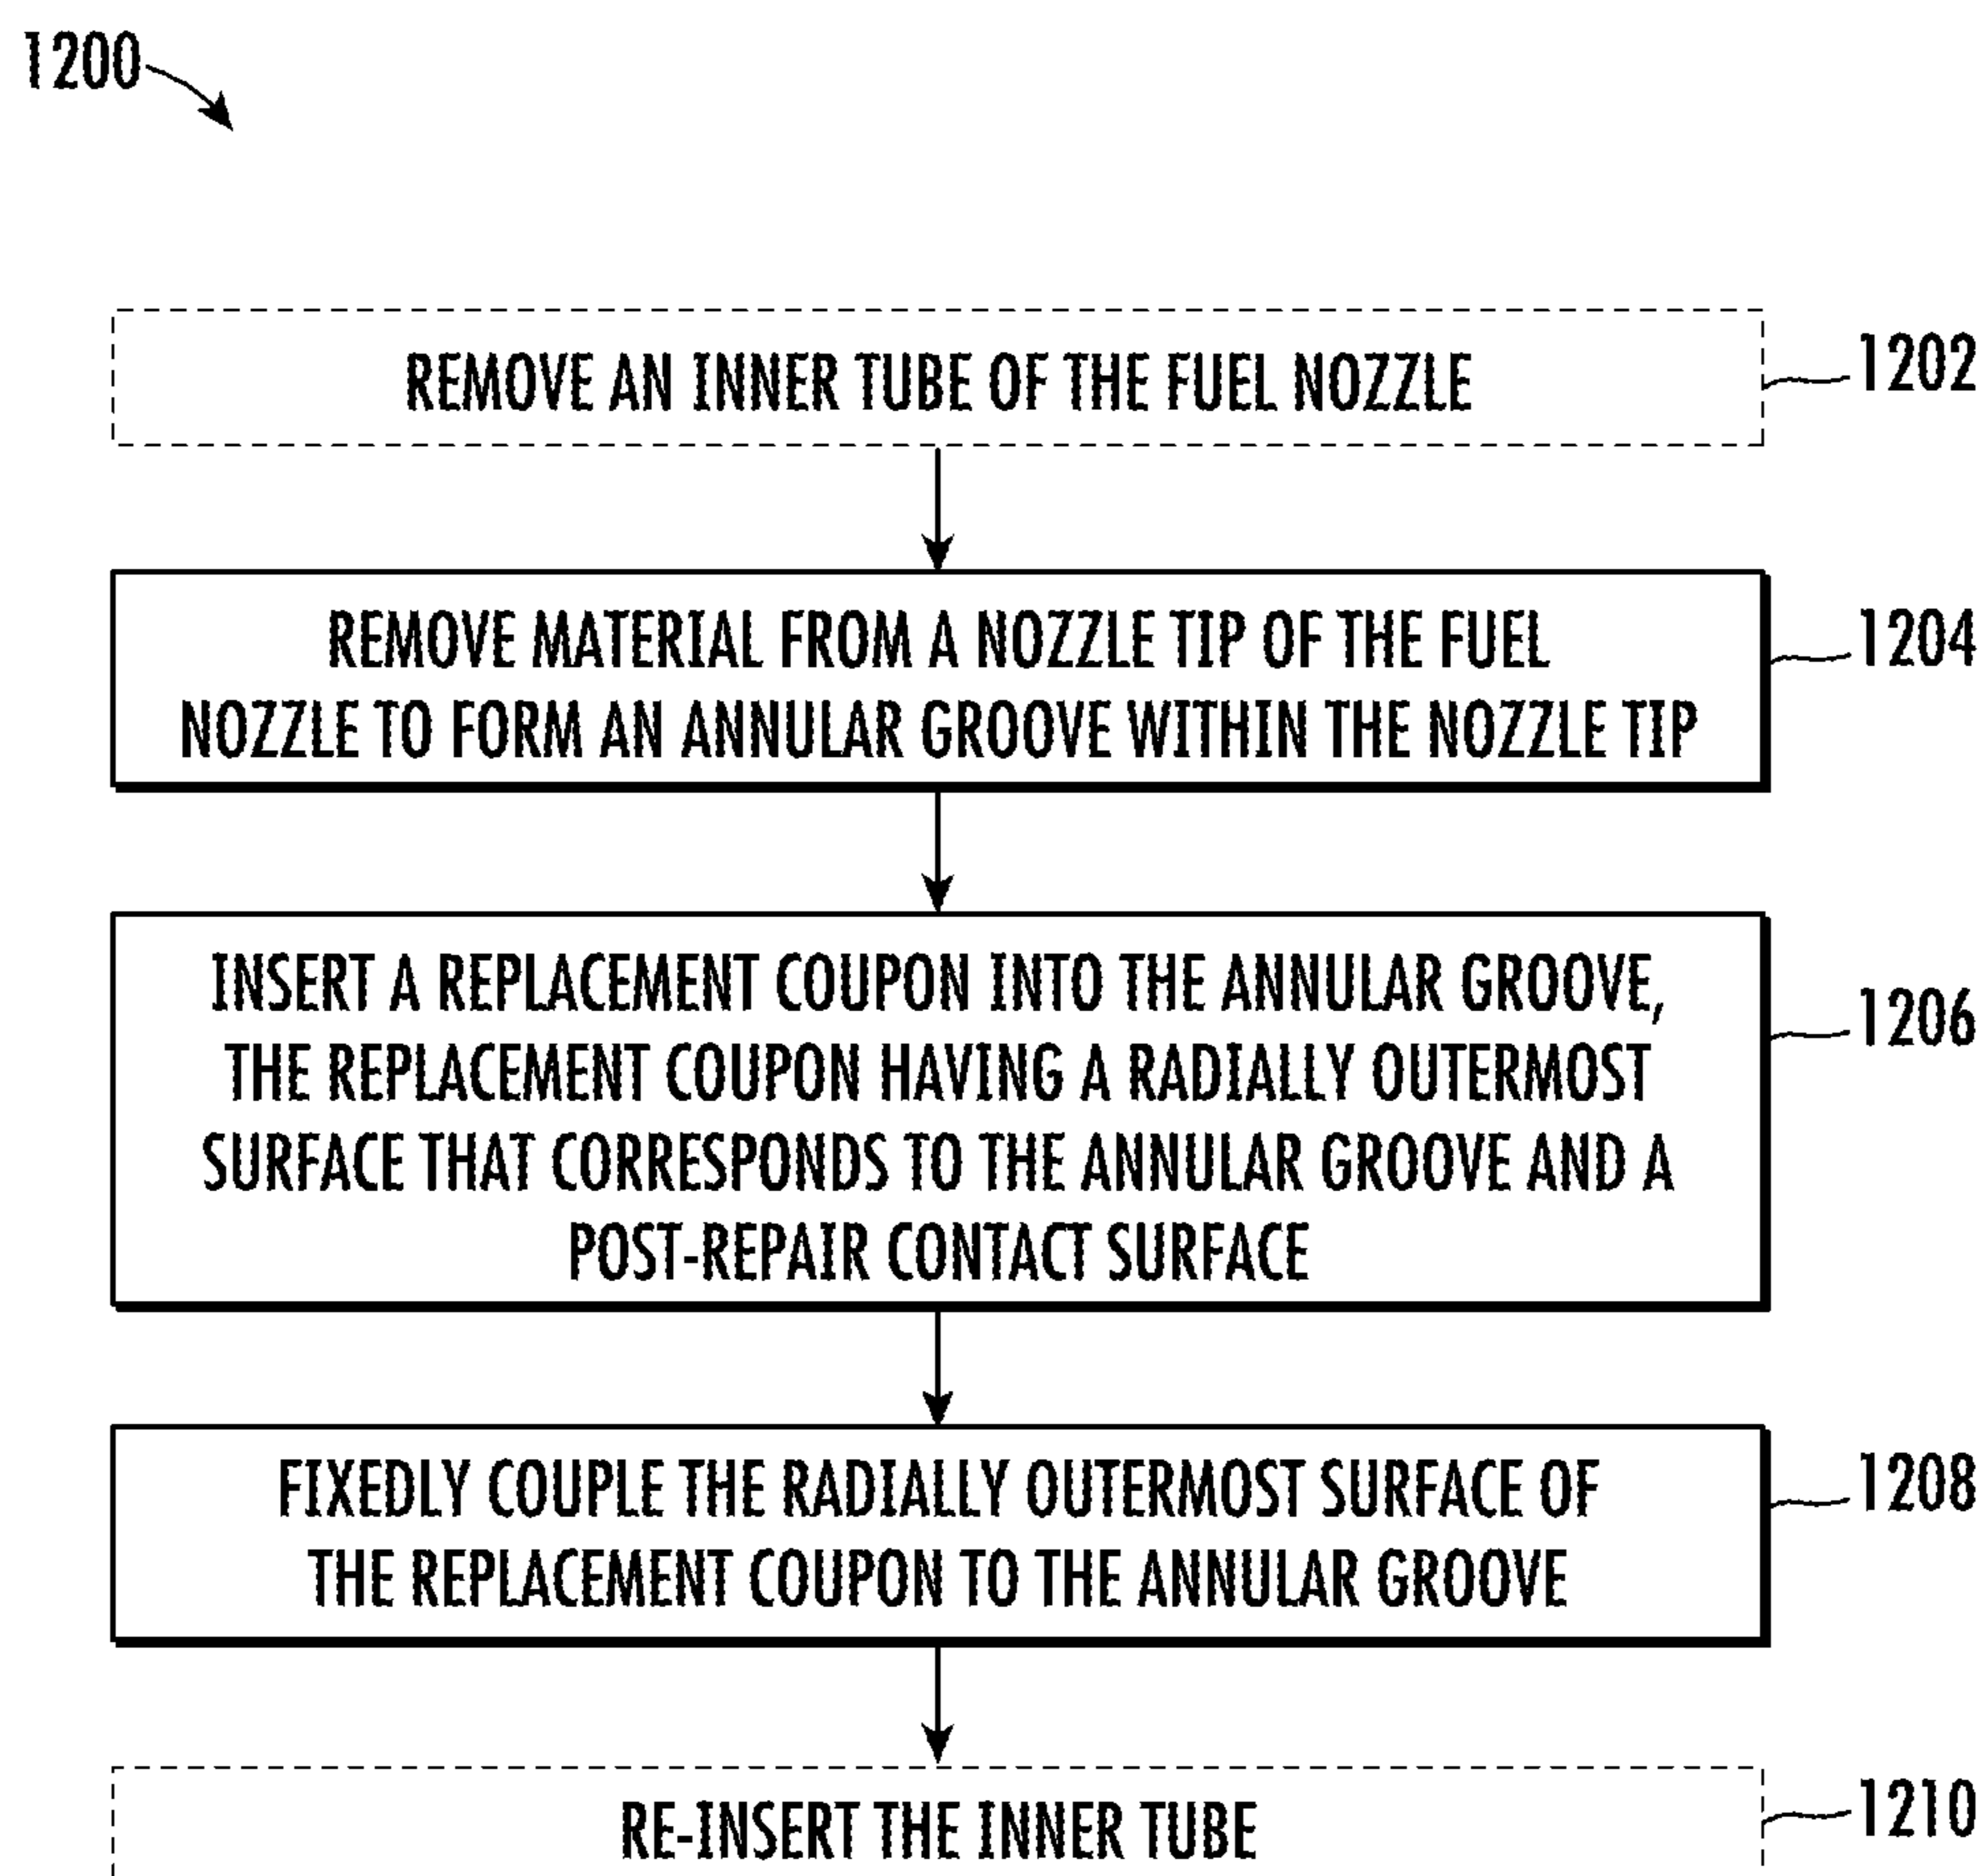 1200
REMOVE AN INNER TUBE OF THE FUEL NOZZLE
1202
REMOVE MATERIAL FROM A NOZZLE TIP OF THE FUEL
NOZZLE TO FORM AN ANNULAR GROOVE WITHIN THE NOZZLE TIP
1204
INSERT A REPLACEMENT COUPON INTO THE ANNULAR GROOVE,
THE REPLACEMENT COUPON HAVING A RADIALLY OUTERMOST
SURFACE THAT CORRESPONDS TO THE ANNULAR GROOVE AND A
POST-REPAIR CONTACT SURFACE
1206
FIXEDLY COUPLE THE RADIALLY OUTERMOST SURFACE OF
THE REPLACEMENT COUPON TO THE ANNULAR GROOVE
1208
RE-INSERT THE INNER TUBE
1210